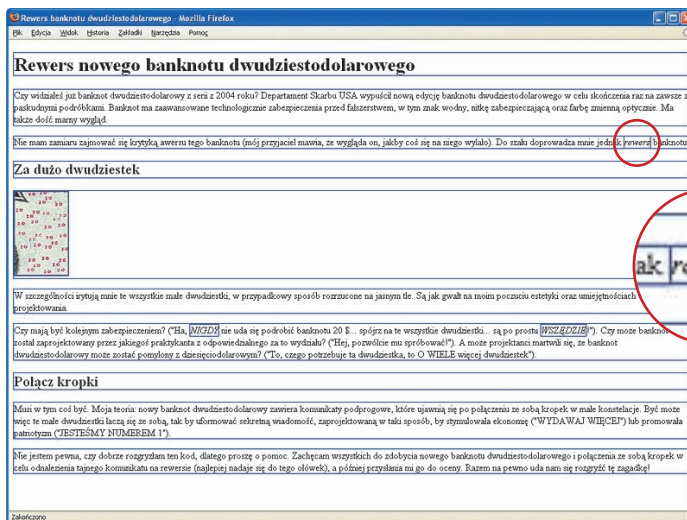 Rewers banknotu dwudziestodolarowego - Mozilla Firefox
Plik Edycja Widok Historia Zakładki Narzędzia Pomoc
Rewers nowego banknotu dwudziestodolarowego
Czy widziałeś już banknot dwudziestodolarowy z serii z 2004 roku? Departament Skarbu USA wypuścił nową edycję banknotu dwudziestodolarowego w celu skończenia raz na zawsze z
paskudnymi podróbkami. Banknot ma zaawansowane technologicznie zabezpieczenia przed fałszerstwem, w tym znak wodny, nitkę zabezpieczającą oraz farbę zmienną optycznie. Ma
także dość marny wygląd.
Nie mam zamiaru zajmować się krytyką awersu tego banknotu (mój przyjaciel mawia, że wygląda on, jakby coś się na niego wylało). Do szału doprowadza mnie jednak rewers banknotu
Za dużo dwudziestek
ak re
W szczególności irytują mnie te wszystkie małe dwudziestki, w przypadkowy sposób rozrzucone na jasnym tle. Są jak gwałt na moim poczuciu estetyki oraz umiejętnościach
projektowania.
Czy mają być kolejnym zabezpieczeniem? ("Ha, NIGDY nie uda się podrobić banknotu 20 $... spójrz na te wszystkie dwudziestki... są po prostu WSZĘDZIE!"). Czy może banknot
został zaprojektowany przez jakiegoś praktykanta z odpowiedzialnego za to wydziału? ("Hej, pozwólcie mu spróbować!"). A może projektanci martwili się, że banknot
dwudziestodolarowy może zostać pomylony z dziesięciodolarowym? ("To, czego potrzebuje ta dwudziestka, to O WIELE więcej dwudziestek").
Połącz kropki
Musi w tym coś być. Moja teoria: nowy banknot dwudziestodolarowy zawiera komunikaty podprogowe, które ujawnią się po połączeniu ze sobą kropek w małe konstelacje. Być może
więc te małe dwudziestki łaczą się ze sobą, tak by uformować sekretną wiadomość, zaprojektowaną w taki sposób, by stymulowała ekonomię ("WYDAWAJ WIĘCEJ") lub promowała
patriotyzm ("JESTEŚMY NUMEREM 1").
Nie jestem pewna, czy dobrze rozgryzłam ten kod, dlatego proszę o pomoc. Zachęcam wszystkich do zdobycia nowego banknotu dwudziestodolarowego i połączenia ze sobą kropek w
celu odnalezienia tajnego komunikatu na rewersie (najlepiej nadaje się do tego ołówek), a później przysłania mi go do oceny. Razem na pewno uda nam się rozgryźć tę zagadkę!
Zakończono